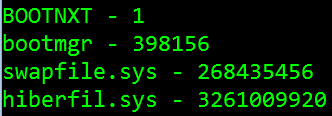 BOOTNXT - 1
bootmgr - 398156
swapfile.sys - 268435456
hiberfil.sys - 3261009920